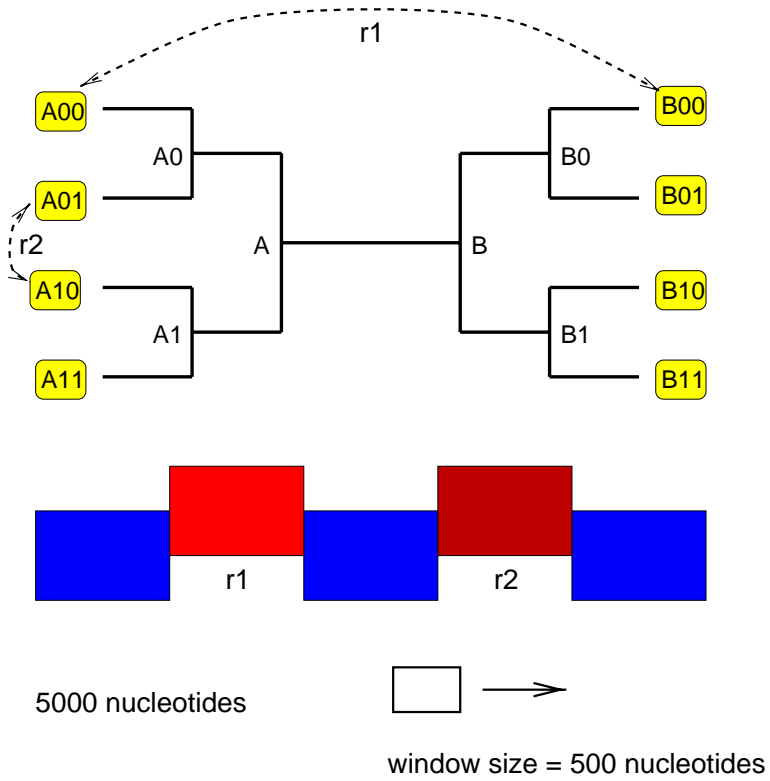 r1
A00
B00
A0
B0
A01
B01
r2
A
B
A10
B10
A1
B1
A11
B11
r1
r2
5000 nucleotides
window size = 500 nucleotides